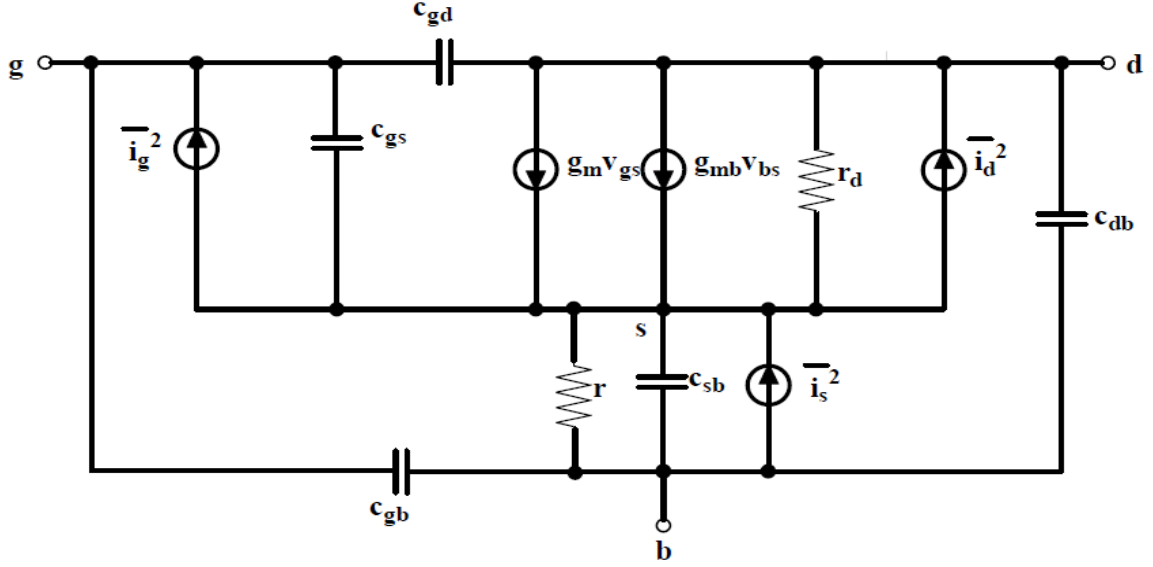 c_gd
g
d
i_g^2
c_gs
g_m v_gs
g_mb v_bs
r_d
i_d^2
c_db
s
r
c_sb
i_s^2
c_gb
b